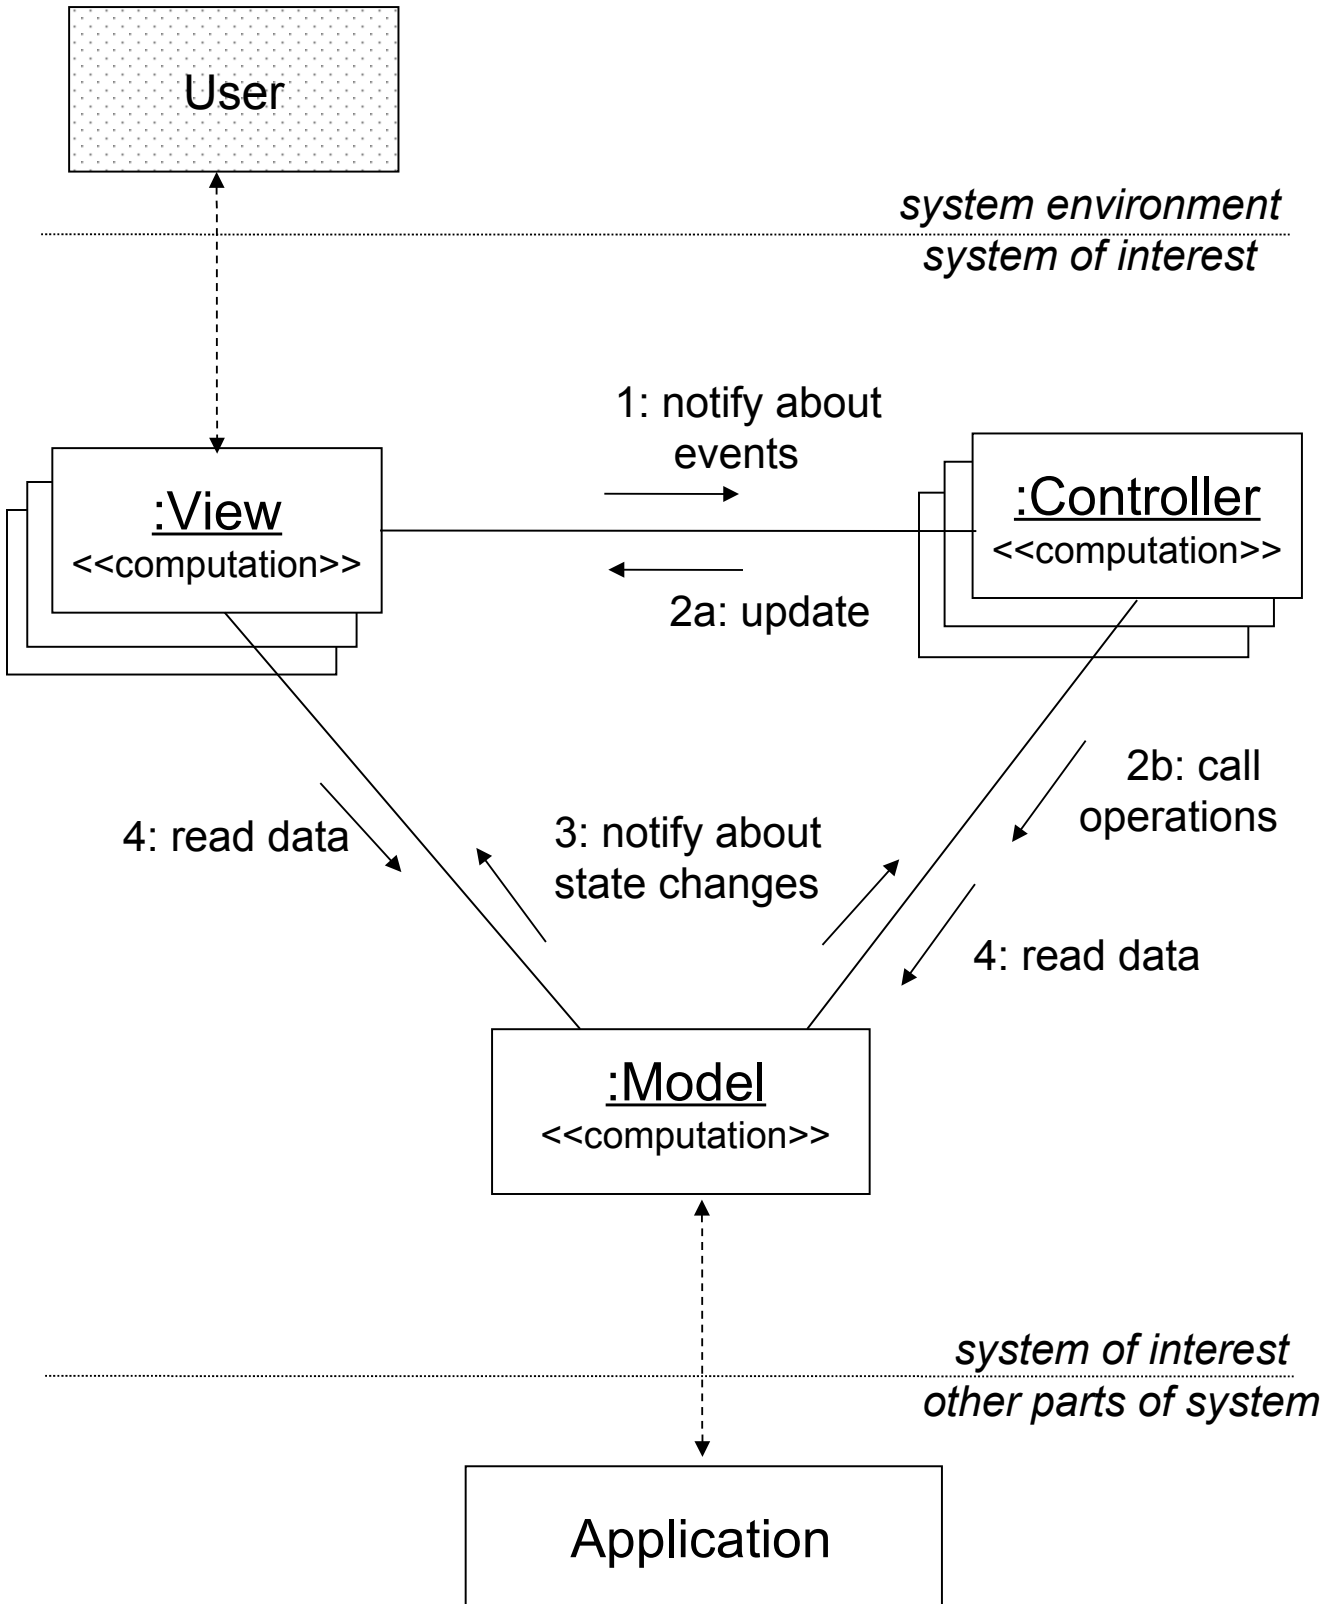 User
system environment
system of interest
1: notify about
events
:View
<<computation>>
:Controller
<<computation>>
2a: update
2b: call
operations
4: read data
3: notify about
state changes
4: read data
:Model
<<computation>>
system of interest
other parts of system
Application